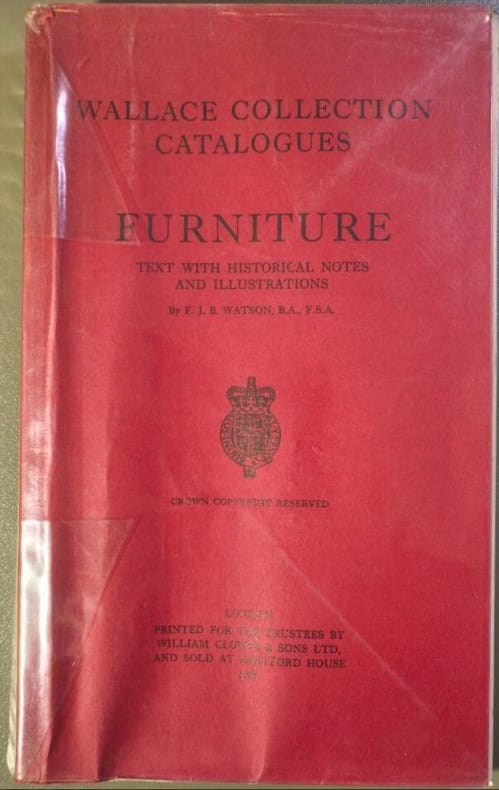 WALLACE COLLECTION
CATALOGUES
FURNITURE
TEXT WITH HISTORICAL NOTES
AND ILLUSTRATIONS
By F. J. B. WATSON, B.A., F.S.A.
CROWN COPYRIGHT RESERVED
LONDON
PRINTED FOR THE TRUSTEES BY
WILLIAM CLOWES & SONS LTD,
AND SOLD AT HERTFORD HOUSE